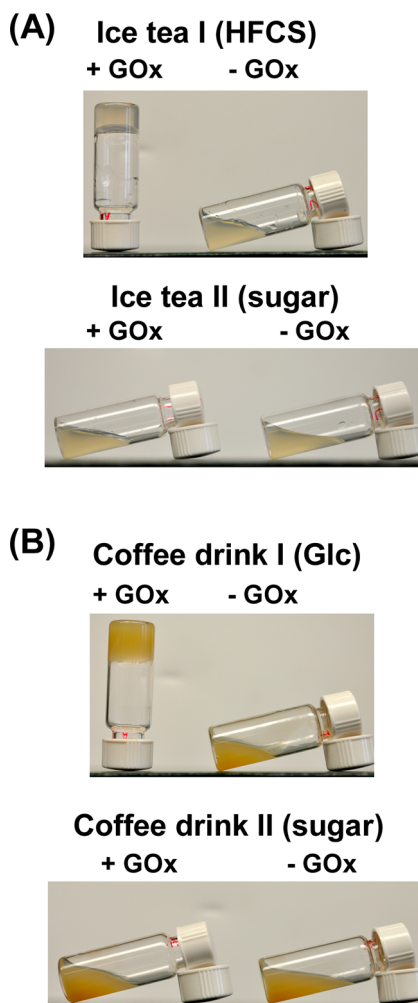 (A)
Ice tea I (HFCS)
+ GOx - GOx
Ice tea II (sugar)
+ GOx - GOx
(B)
Coffee drink I (Glc)
+ GOx - GOx
Coffee drink II (sugar)
+ GOx - GOx